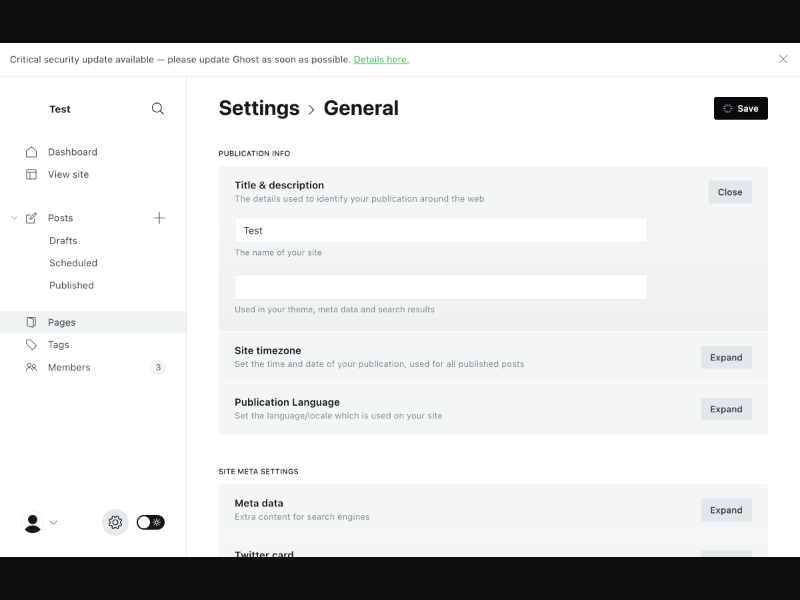 Critical security update available — please update Ghost as soon as possible. Details here.
Test
Settings > General
Save
Dashboard
View site
Posts
Drafts
Scheduled
Published
Pages
Tags
Members 3
PUBLICATION INFO
Title & description
The details used to identify your publication around the web
Close
Test
The name of your site
Used in your theme, meta data and search results
Site timezone
Set the time and date of your publication, used for all published posts
Expand
Publication Language
Set the language/locale which is used on your site
Expand
SITE META SETTINGS
Meta data
Extra content for search engines
Expand
Twitter card